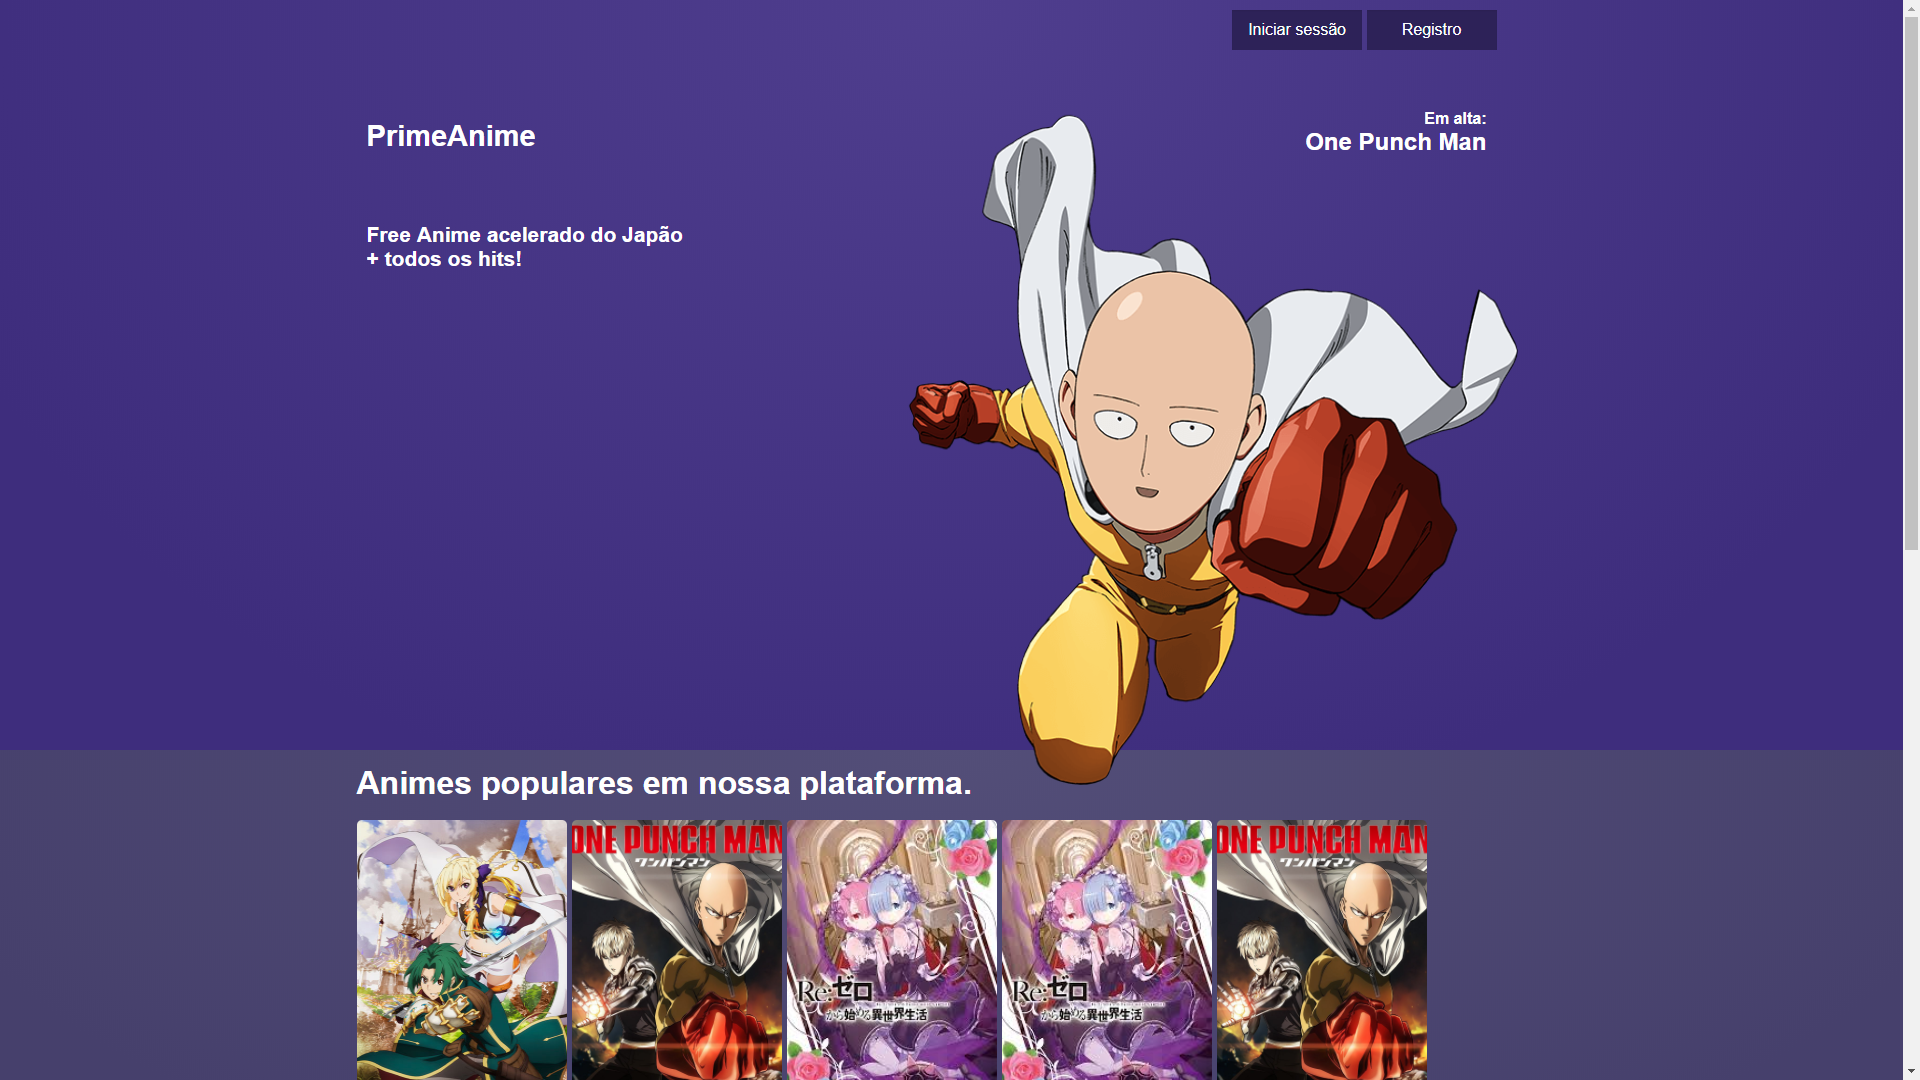 Iniciar sessão
Registro
PrimeAnime
Em alta:
One Punch Man
Free Anime acelerado do Japão
+ todos os hits!
Animes populares em nossa plataforma.
ONE PUNCH MAN
ワンパンマン
Re:ゼロ
から始める異世界生活
Re:ゼロ
から始める異世界生活
ONE PUNCH MAN
ワンパンマン